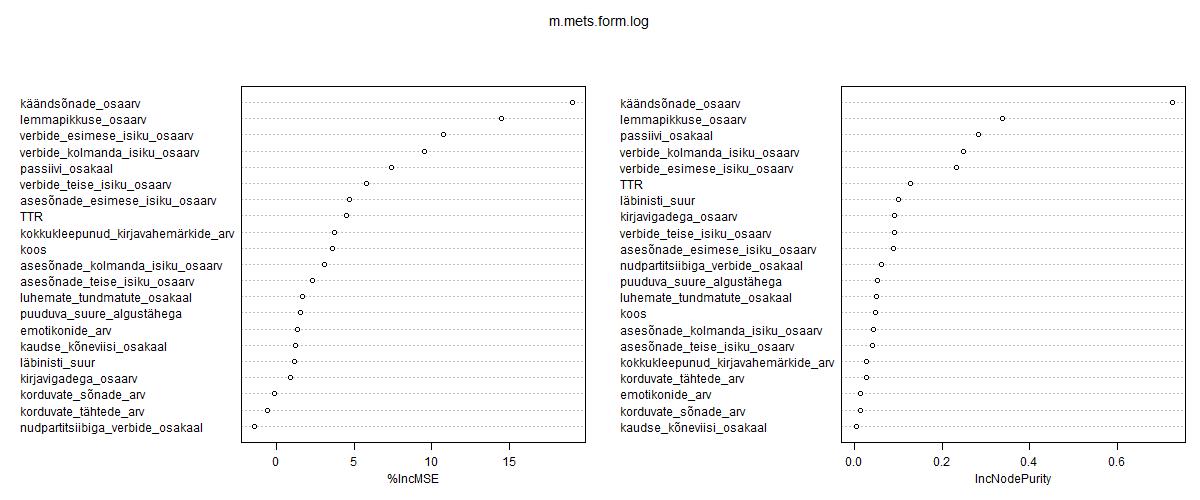 m.mets.form.log
käändsõnade_osaarv
lemmapikkuse_osaarv
verbide_esimese_isiku_osaarv
verbide_kolmanda_isiku_osaarv
passiivi_osakaal
verbide_teise_isiku_osaarv
asesõnade_esimese_isiku_osaarv
TTR
kokkukleepunud_kirjavahemärkide_arv
koos
asesõnade_kolmanda_isiku_osaarv
asesõnade_teise_isiku_osaarv
luhemate_tundmatute_osakaal
puuduva_suure_algustähega
emotikonide_arv
kaudse_kõneviisi_osakaal
läbinisti_suur
kirjavigadega_osaarv
korduvate_sõnade_arv
korduvate_tähtede_arv
nudpartitsiibiga_verbide_osakaal
0 5 10 15
%IncMSE
käändsõnade_osaarv
lemmapikkuse_osaarv
passiivi_osakaal
verbide_kolmanda_isiku_osaarv
verbide_esimese_isiku_osaarv
TTR
läbinisti_suur
kirjavigadega_osaarv
verbide_teise_isiku_osaarv
asesõnade_esimese_isiku_osaarv
nudpartitsiibiga_verbide_osakaal
puuduva_suure_algustähega
luhemate_tundmatute_osakaal
koos
asesõnade_kolmanda_isiku_osaarv
asesõnade_teise_isiku_osaarv
kokkukleepunud_kirjavahemärkide_arv
korduvate_tähtede_arv
emotikonide_arv
korduvate_sõnade_arv
kaudse_kõneviisi_osakaal
0.0 0.2 0.4 0.6
IncNodePurity